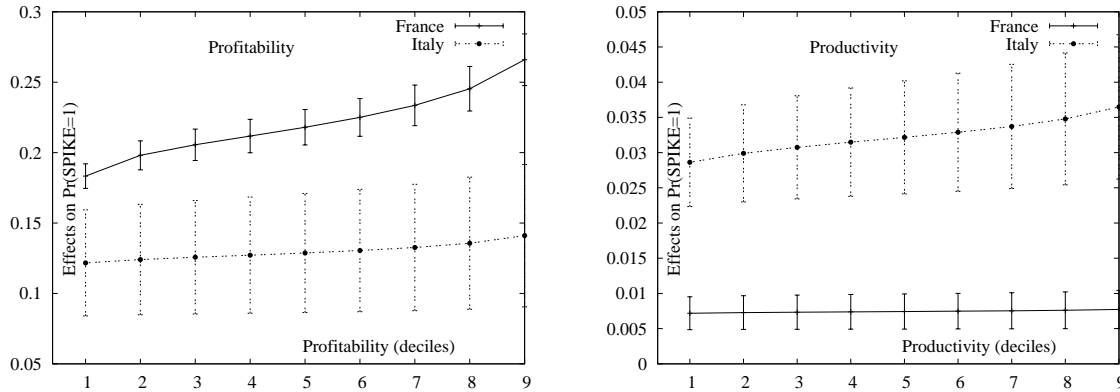 0.3
0.25
0.2
0.15
0.1
0.05
1 2 3 4 5 6 7 8 9
Effects on Pr(SPIKE=1)
Profitability (deciles)
Profitability
France
Italy
0.05
0.045
0.04
0.035
0.03
0.025
0.02
0.015
0.01
0.005
0
1 2 3 4 5 6 7 8 9
Effects on Pr(SPIKE=1)
Productivity (deciles)
Productivity
France
Italy